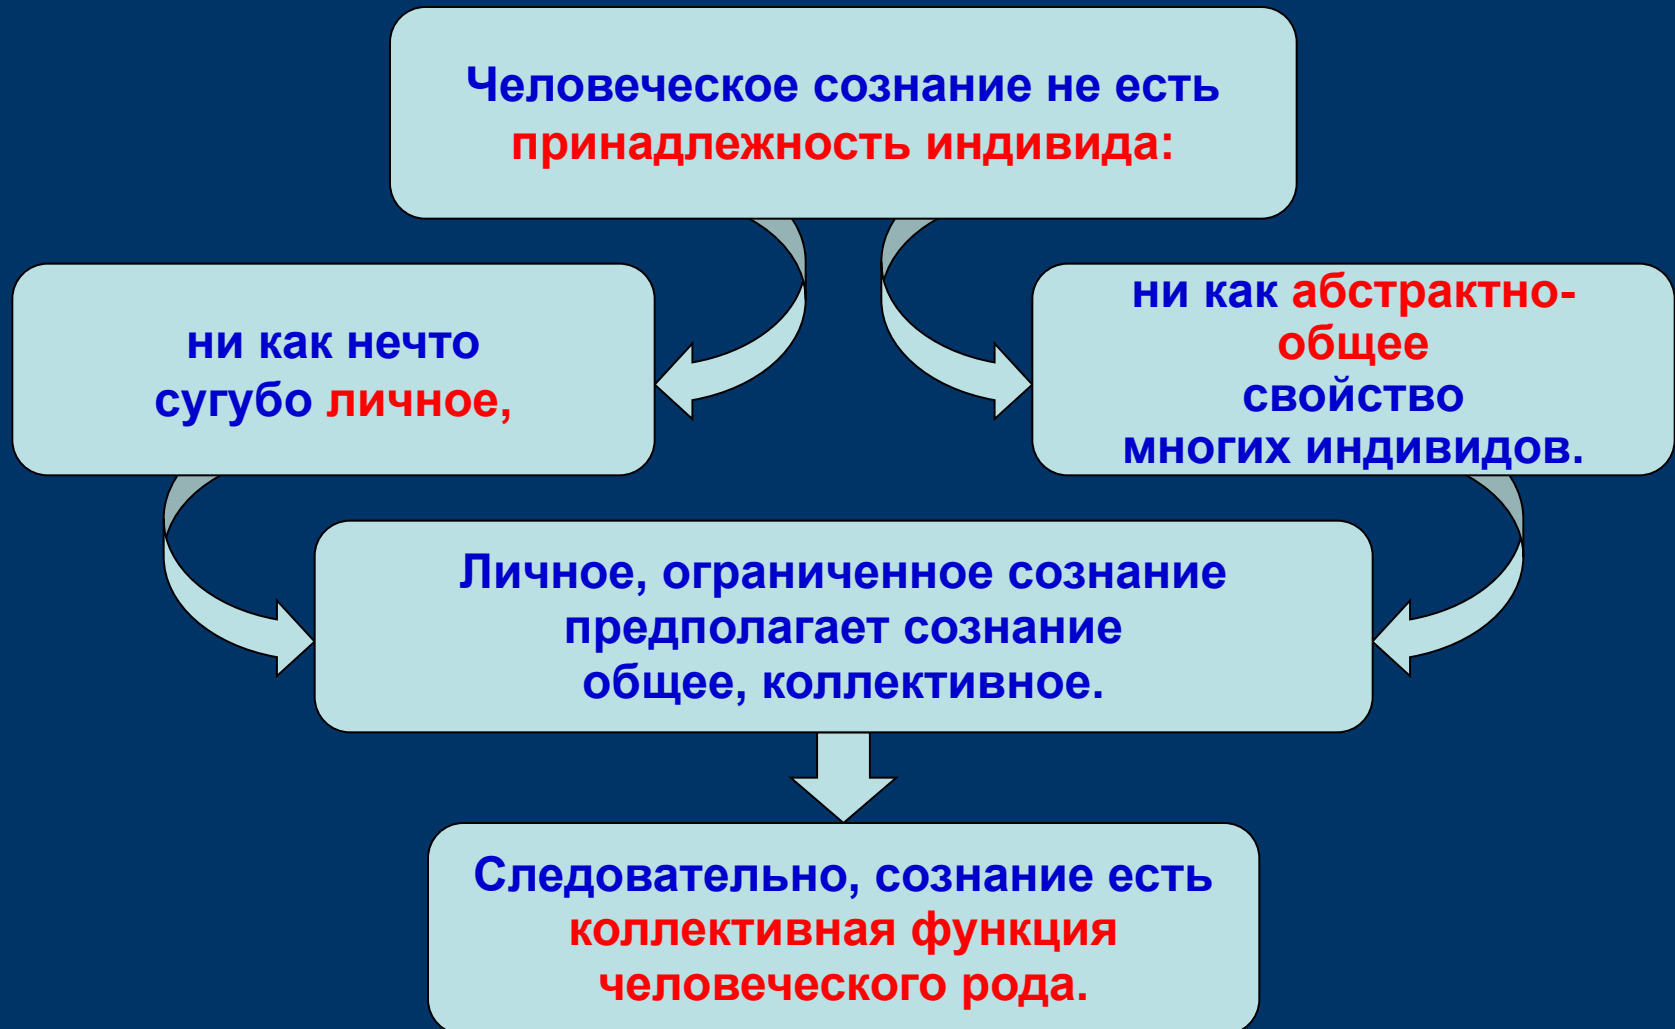 Человеческое сознание не есть
принадлежность индивида:
ни как нечто
сугубо личное,
ни как абстрактно-
общее
свойство
многих индивидов.
Личное, ограниченное сознание
предполагает сознание
общее, коллективное.
Следовательно, сознание есть
коллективная функция
человеческого рода.